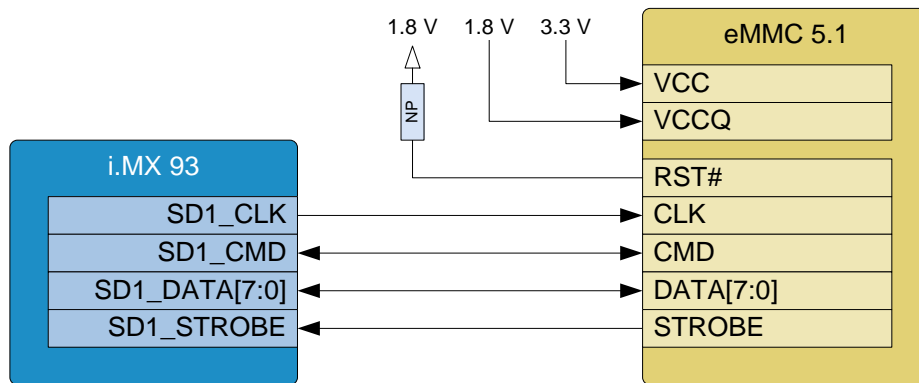 1.8 V 1.8 V 3.3 V
eMMC 5.1
VCC
VCCQ
NP
RST#
i.MX 93
SD1_CLK
CLK
SD1_CMD
CMD
SD1_DATA[7:0]
DATA[7:0]
SD1_STROBE
STROBE